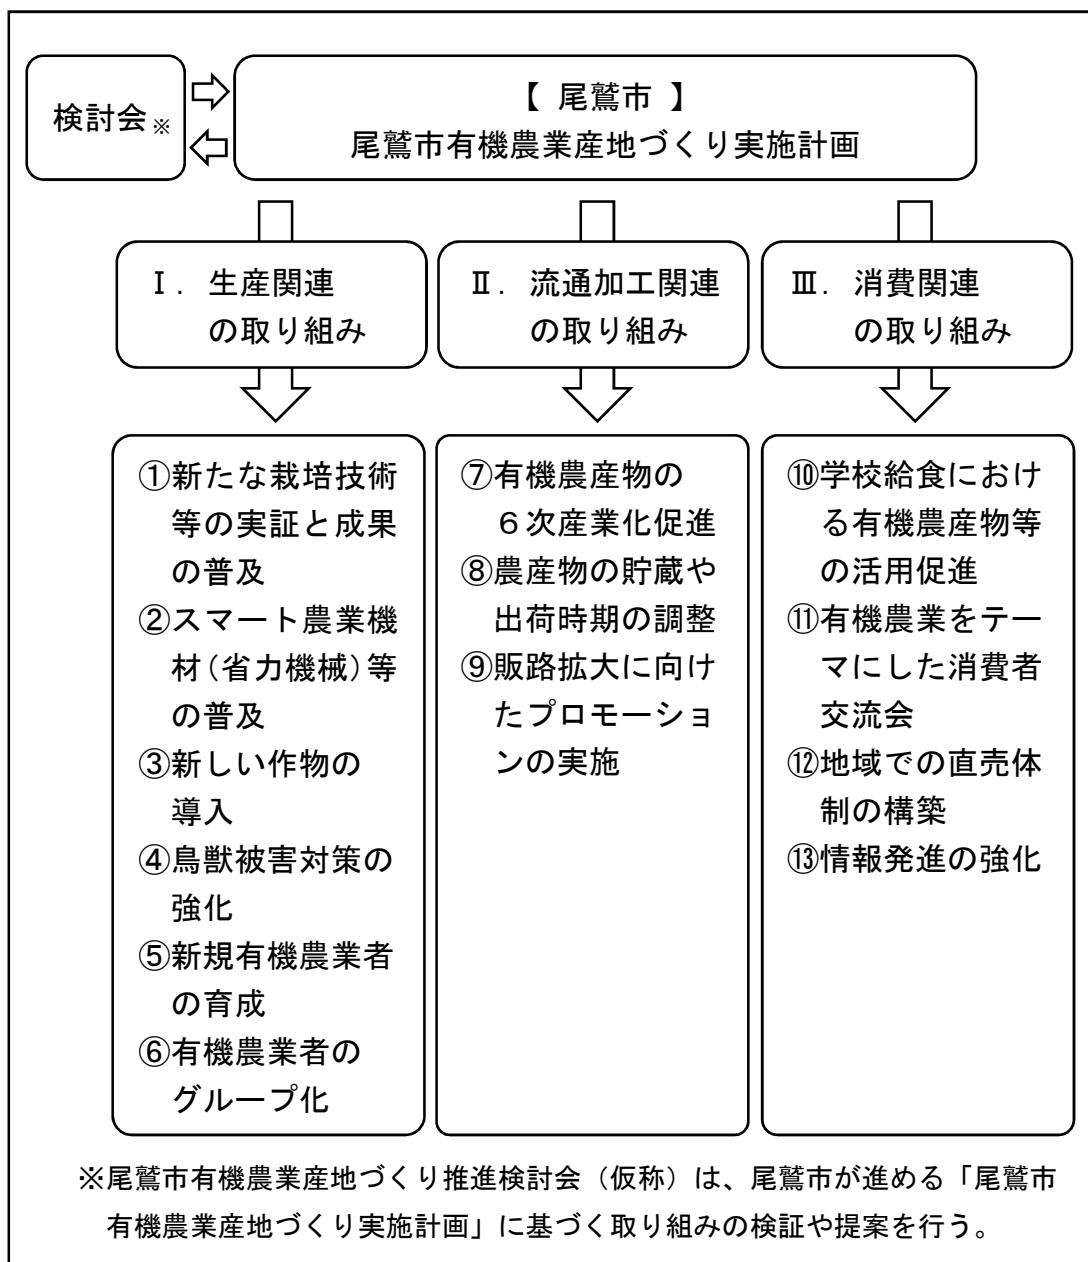 検討会※
【 尾鷲市 】
尾鷲市有機農業産地づくり実施計画
Ⅰ．生産関連
の取り組み
Ⅱ．流通加工関連
の取り組み
Ⅲ．消費関連
の取り組み
①新たな栽培技術
等の実証と成果
の普及
②スマート農業機
材（省力機械）等
の普及
③新しい作物の
導入
④鳥獣被害対策の
強化
⑤新規有機農業者
の育成
⑥有機農業者の
グループ化
⑦有機農産物の
６次産業化促進
⑧農産物の貯蔵や
出荷時期の調整
⑨販路拡大に向け
たプロモーショ
ンの実施
⑩学校給食におけ
る有機農産物等
の活用促進
⑪有機農業をテー
マにした消費者
交流会
⑫地域での直売体
制の構築
⑬情報発進の強化
※尾鷲市有機農業産地づくり推進検討会（仮称）は、尾鷲市が進める「尾鷲市
有機農業産地づくり実施計画」に基づく取り組みの検証や提案を行う。